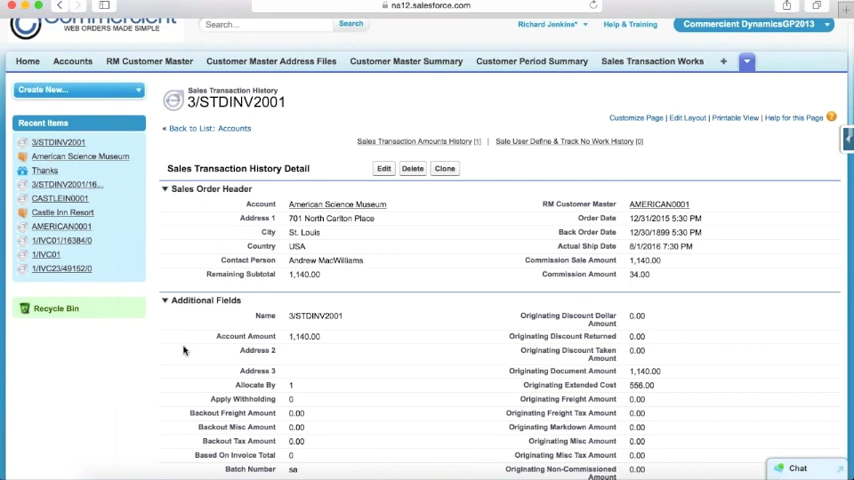 na12.salesforce.com
Commercient
WEB ORDERS MADE SIMPLE
Search...
Search
Richard Jenkins
Help & Training
Commercient DynamicsGP2013
Home
Accounts
RM Customer Master
Customer Master Address Files
Customer Master Summary
Customer Period Summary
Sales Transaction Works
+
Create New...
Recent Items
3/STDINV2001
American Science Museum
Thanks
3/STDINV2001/16...
CASTLEIN0001
Castle Inn Resort
AMERICAN0001
1/IVC01/16384/0
1/IVC01
1/IVC23/49152/0
Recycle Bin
Sales Transaction History
3/STDINV2001
Customize Page | Edit Layout | Printable View | Help for this Page
« Back to List: Accounts
Sales Transaction Amounts History [1] | Sale User Define & Track No Work History [0]
Sales Transaction History Detail
Edit
Delete
Clone
Sales Order Header
Account American Science Museum RM Customer Master AMERICAN0001
Address 1 701 North Carlton Place Order Date 12/31/2015 5:30 PM
City St. Louis Back Order Date 12/30/1899 5:30 PM
Country USA Actual Ship Date 8/1/2016 7:30 PM
Contact Person Andrew MacWilliams Commission Sale Amount 1,140.00
Remaining Subtotal 1,140.00 Commission Amount 34.00
Additional Fields
Name 3/STDINV2001 Originating Discount Dollar Amount 0.00
Account Amount 1,140.00 Originating Discount Returned 0.00
Address 2 Originating Discount Taken Amount 0.00
Address 3 Originating Document Amount 1,140.00
Allocate By 1 Originating Extended Cost 556.00
Apply Withholding 0 Originating Freight Amount 0.00
Backout Freight Amount 0.00 Originating Freight Tax Amount 0.00
Backout Misc Amount 0.00 Originating Markdown Amount 0.00
Backout Tax Amount 0.00 Originating Misc Amount 0.00
Based On Invoice Total 0 Originating Misc Tax Amount 0.00
Batch Number sa Originating Non-Commissioned Amount 0.00
Chat